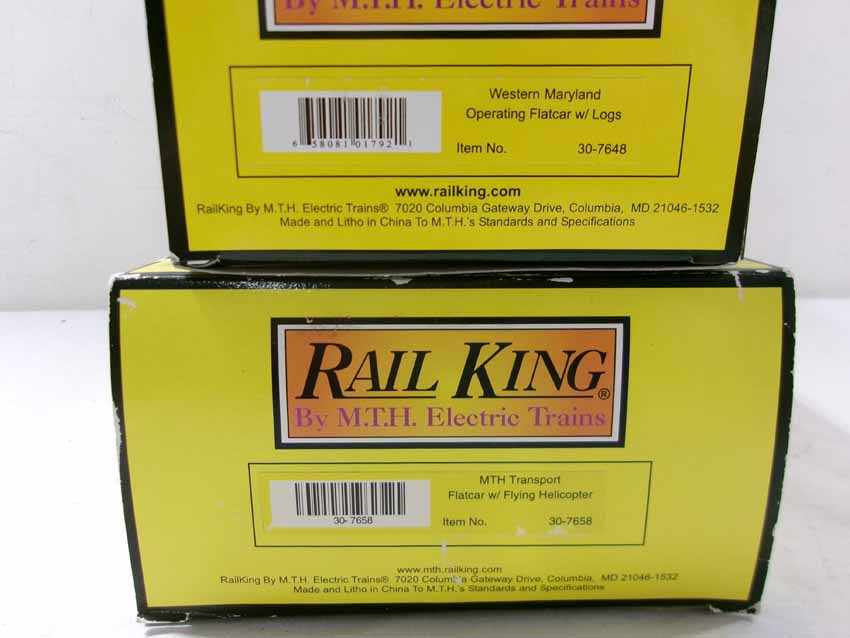 By M.T.H. Electric Trains
Western Maryland
Operating Flatcar w/ Logs
6 58081 01792 1
Item No. 30-7648
www.railking.com
RailKing By M.T.H. Electric Trains® 7020 Columbia Gateway Drive, Columbia, MD 21046-1532
Made and Litho in China To M.T.H.'s Standards and Specifications
RAIL KING®
By M.T.H. Electric Trains
MTH Transport
Flatcar w/ Flying Helicopter
30-7658
Item No. 30-7658
www.mth.railking.com
RailKing By M.T.H. Electric Trains® 7020 Columbia Gateway Drive, Columbia, MD 21046-1532
Made and Litho in China To M.T.H.'s Standards and Specifications